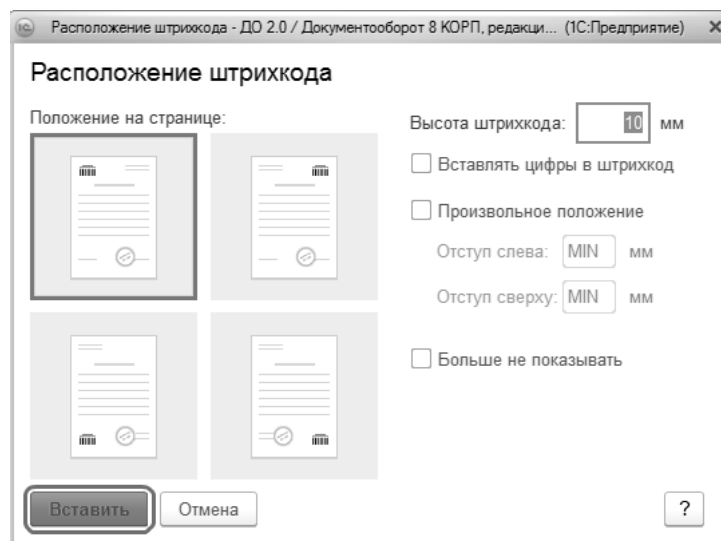 1С Расположение штрихкода - ДО 2.0 / Документооборот 8 КОРП, редакци... (1С:Предприятие) ×
Расположение штрихкода
Положение на странице:
Высота штрихкода: 10 мм
Вставлять цифры в штрихкод
Произвольное положение
Отступ слева: MIN мм
Отступ сверху: MIN мм
Больше не показывать
Вставить Отмена ?